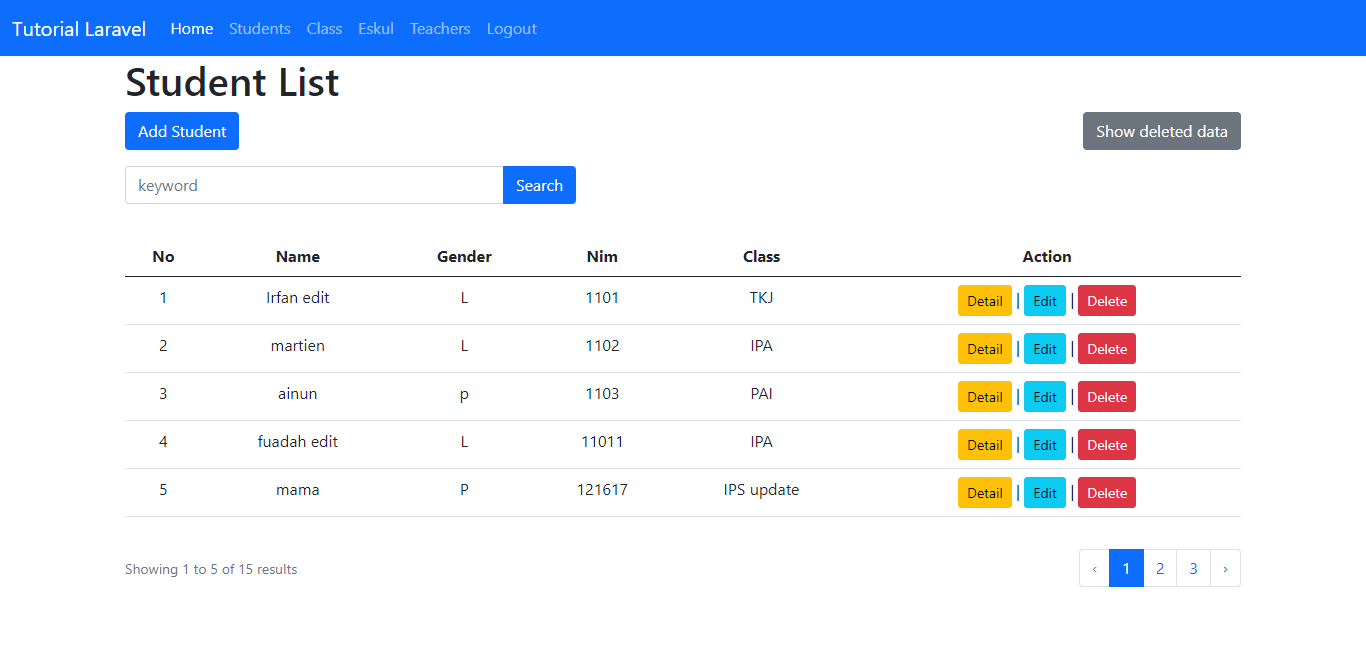 Tutorial Laravel Home Students Class Eskul Teachers Logout
Student List
Add Student Show deleted data
keyword Search
No Name Gender Nim Class Action
1 Irfan edit L 1101 TKJ Detail | Edit | Delete
2 martien L 1102 IPA Detail | Edit | Delete
3 ainun p 1103 PAI Detail | Edit | Delete
4 fuadah edit L 11011 IPA Detail | Edit | Delete
5 mama P 121617 IPS update Detail | Edit | Delete
Showing 1 to 5 of 15 results ‹ 1 2 3 ›